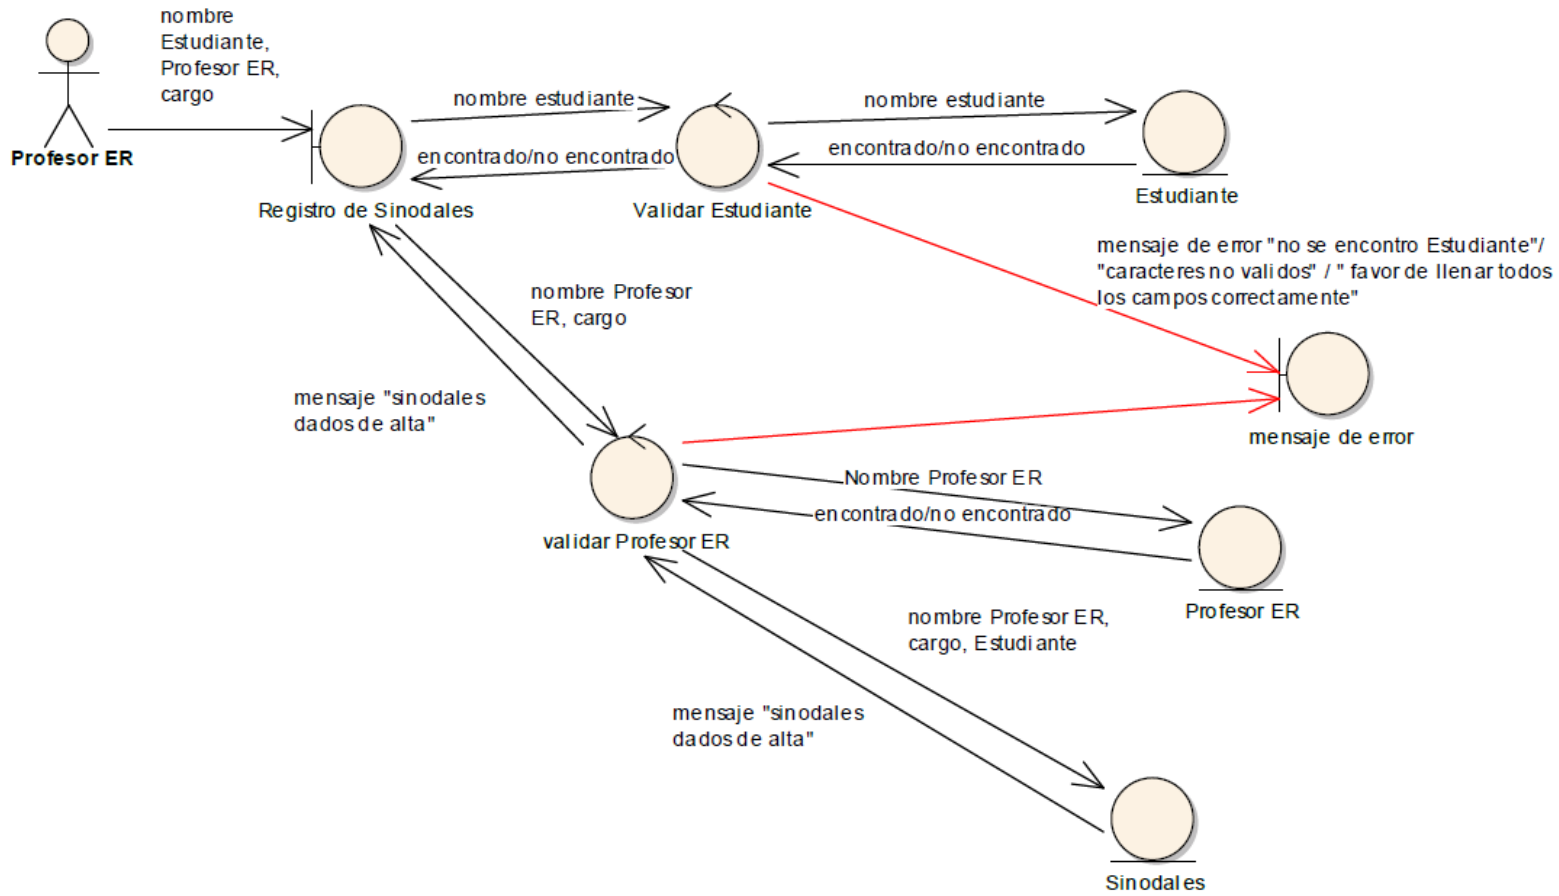 nombre
Estudiante,
Profesor ER,
cargo
Profesor ER
nombre estudiante
encontrado/no encontrado
Registro de Sinodales
Validar Estudiante
nombre estudiante
encontrado/no encontrado
Estudiante
mensaje de error "no se encontro Estudiante"/
"caracteres no validos" / " favor de llenar todos
los campos correctamente"
nombre Profesor
ER, cargo
mensaje "sinodales
dados de alta"
mensaje de error
validar Profesor ER
Nombre Profesor ER
encontrado/no encontrado
Profesor ER
nombre Profesor ER,
cargo, Estudiante
mensaje "sinodales
dados de alta"
Sinodales